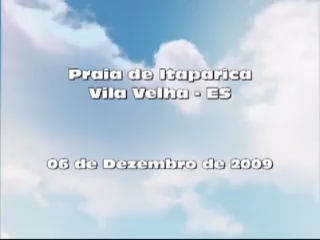 Praia de Itaparica
Vila Velha - ES
06 de Dezembro de 2009